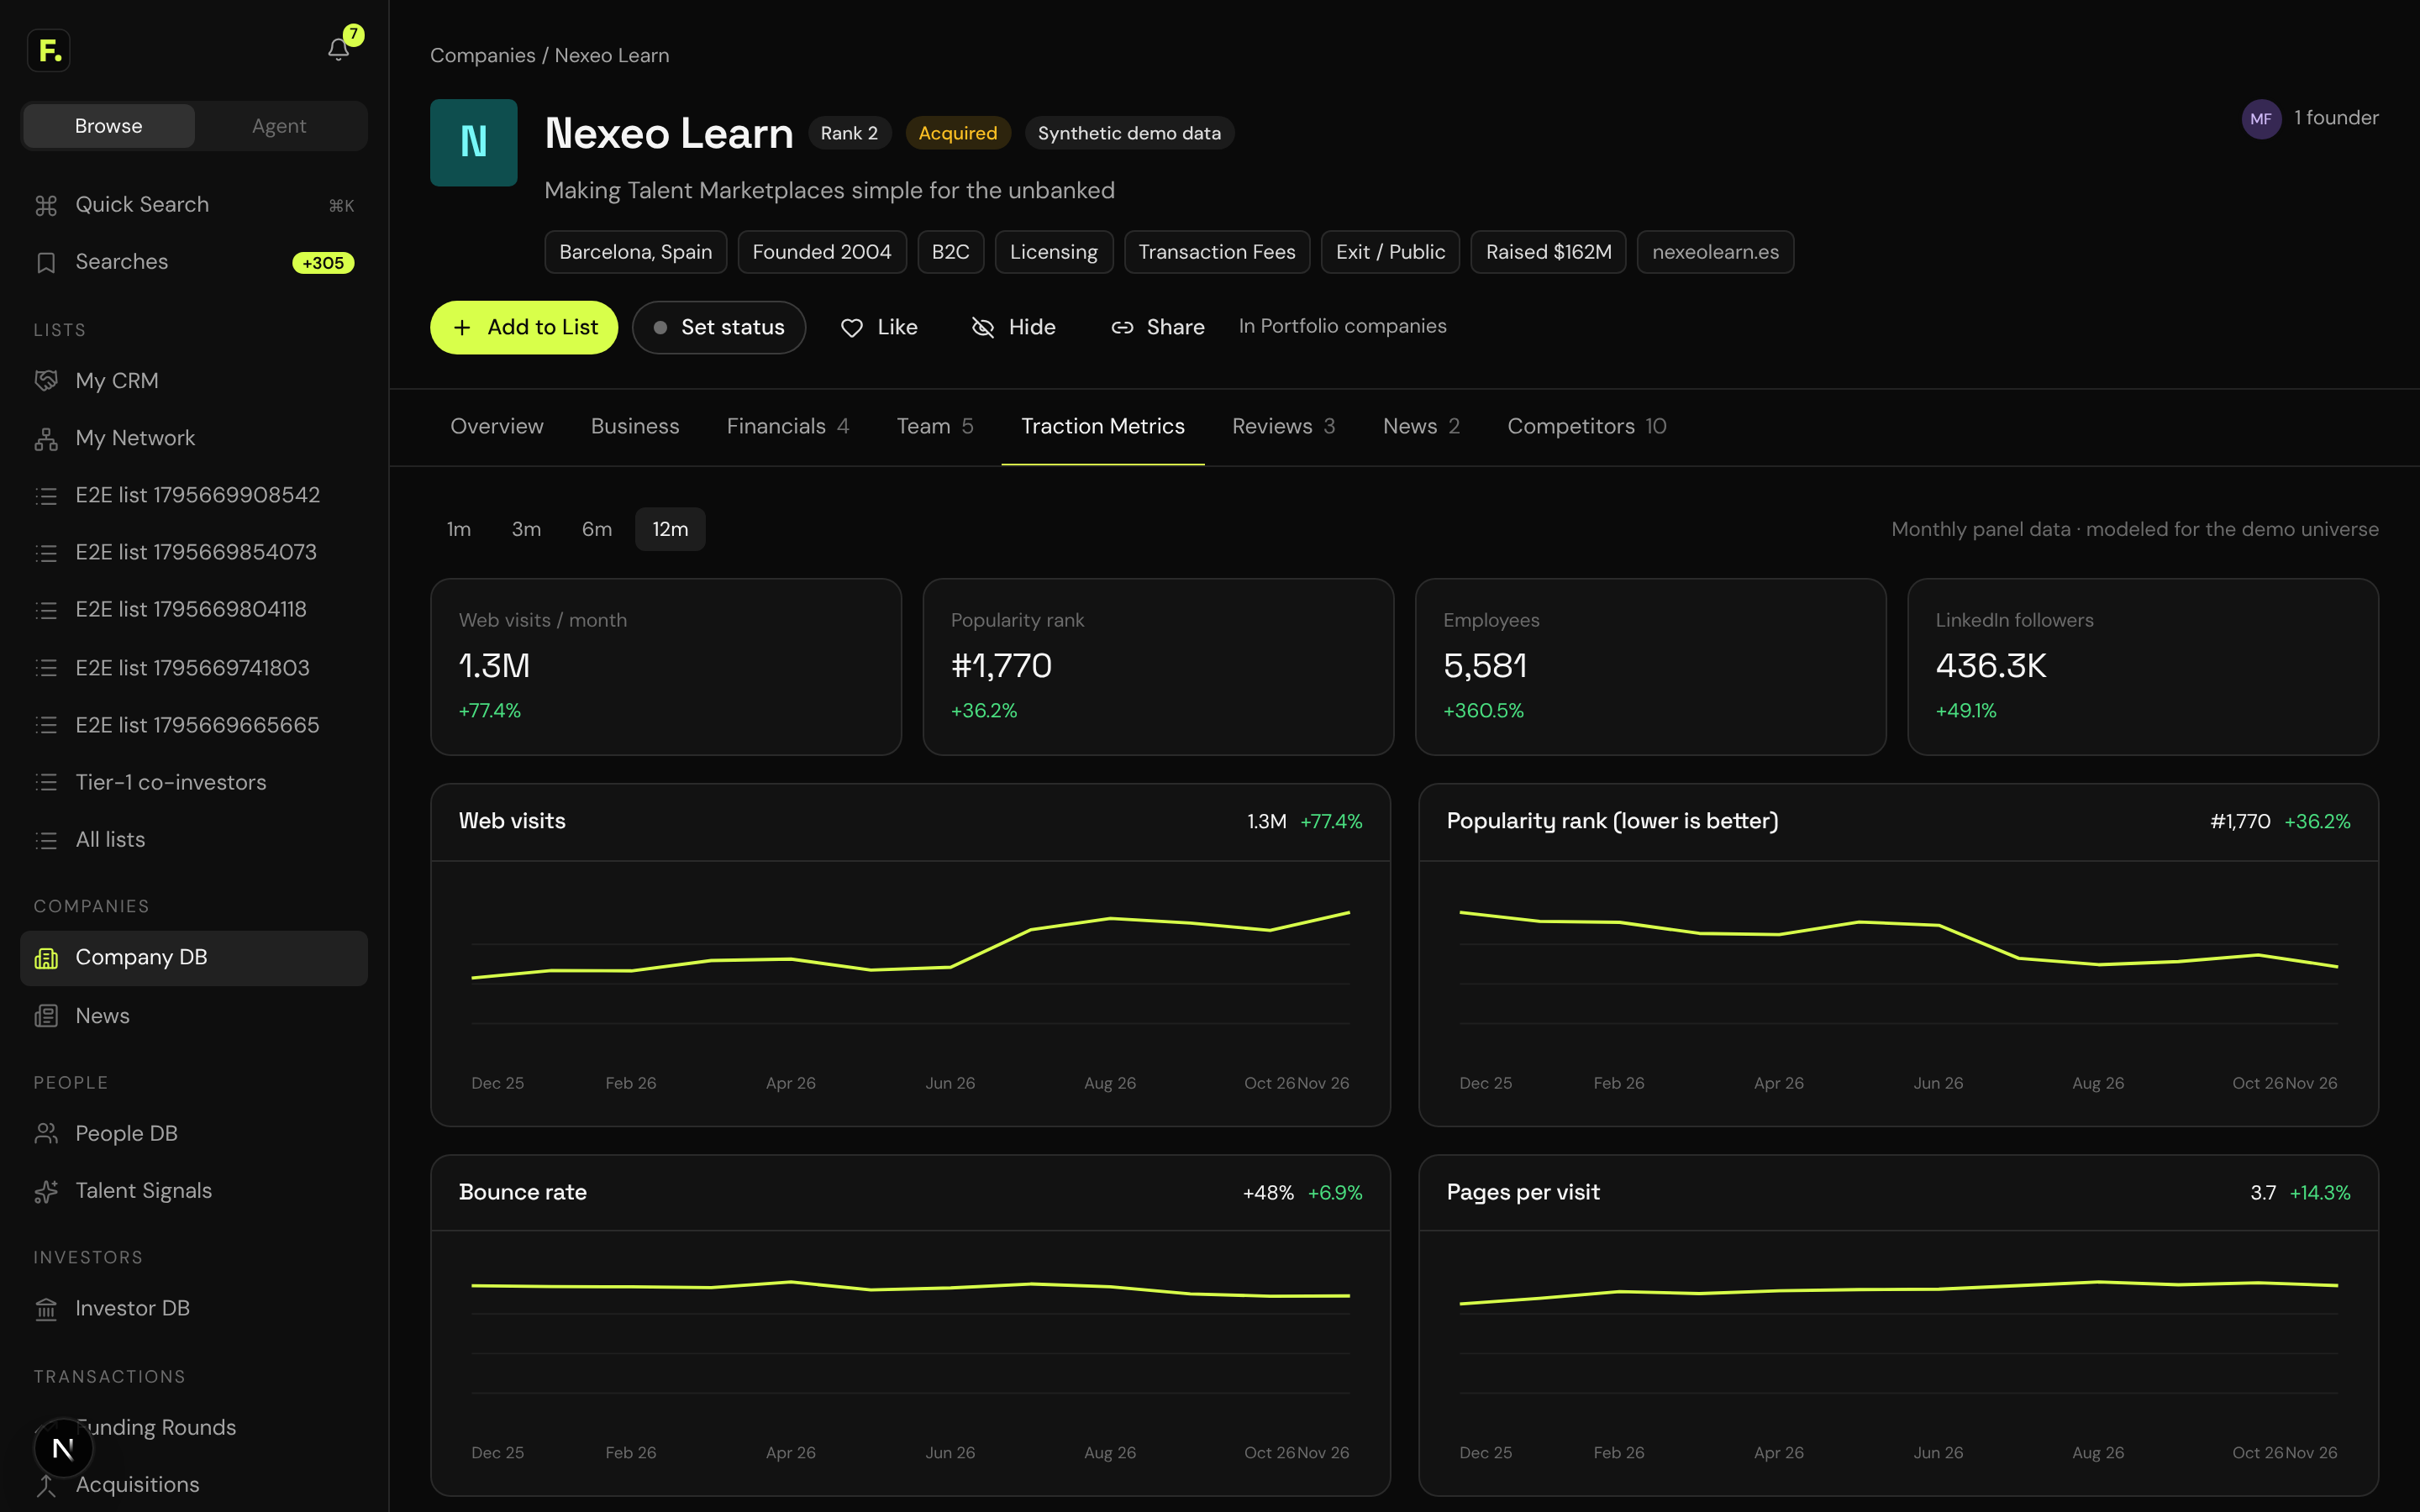 F.
7
Browse
Agent
Quick Search
⌘K
Searches
+305
LISTS
My CRM
My Network
E2E list 1795669908542
E2E list 1795669854073
E2E list 1795669804118
E2E list 1795669741803
E2E list 1795669665665
Tier-1 co-investors
All lists
COMPANIES
Company DB
News
PEOPLE
People DB
Talent Signals
INVESTORS
Investor DB
TRANSACTIONS
Funding Rounds
N
Acquisitions
Companies / Nexeo Learn
N
Nexeo Learn
Rank 2
Acquired
Synthetic demo data
MF
1 founder
Making Talent Marketplaces simple for the unbanked
Barcelona, Spain
Founded 2004
B2C
Licensing
Transaction Fees
Exit / Public
Raised $162M
nexeolearn.es
Add to List
Set status
Like
Hide
Share
In Portfolio companies
Overview
Business
Financials 4
Team 5
Traction Metrics
Reviews 3
News 2
Competitors 10
1m
3m
6m
12m
Monthly panel data · modeled for the demo universe
Web visits / month
1.3M
+77.4%
Popularity rank
#1,770
+36.2%
Employees
5,581
+360.5%
LinkedIn followers
436.3K
+49.1%
Web visits
1.3M +77.4%
Dec 25
Feb 26
Apr 26
Jun 26
Aug 26
Oct 26
Nov 26
Popularity rank (lower is better)
#1,770 +36.2%
Dec 25
Feb 26
Apr 26
Jun 26
Aug 26
Oct 26
Nov 26
Bounce rate
+48% +6.9%
Dec 25
Feb 26
Apr 26
Jun 26
Aug 26
Oct 26
Nov 26
Pages per visit
3.7 +14.3%
Dec 25
Feb 26
Apr 26
Jun 26
Aug 26
Oct 26
Nov 26